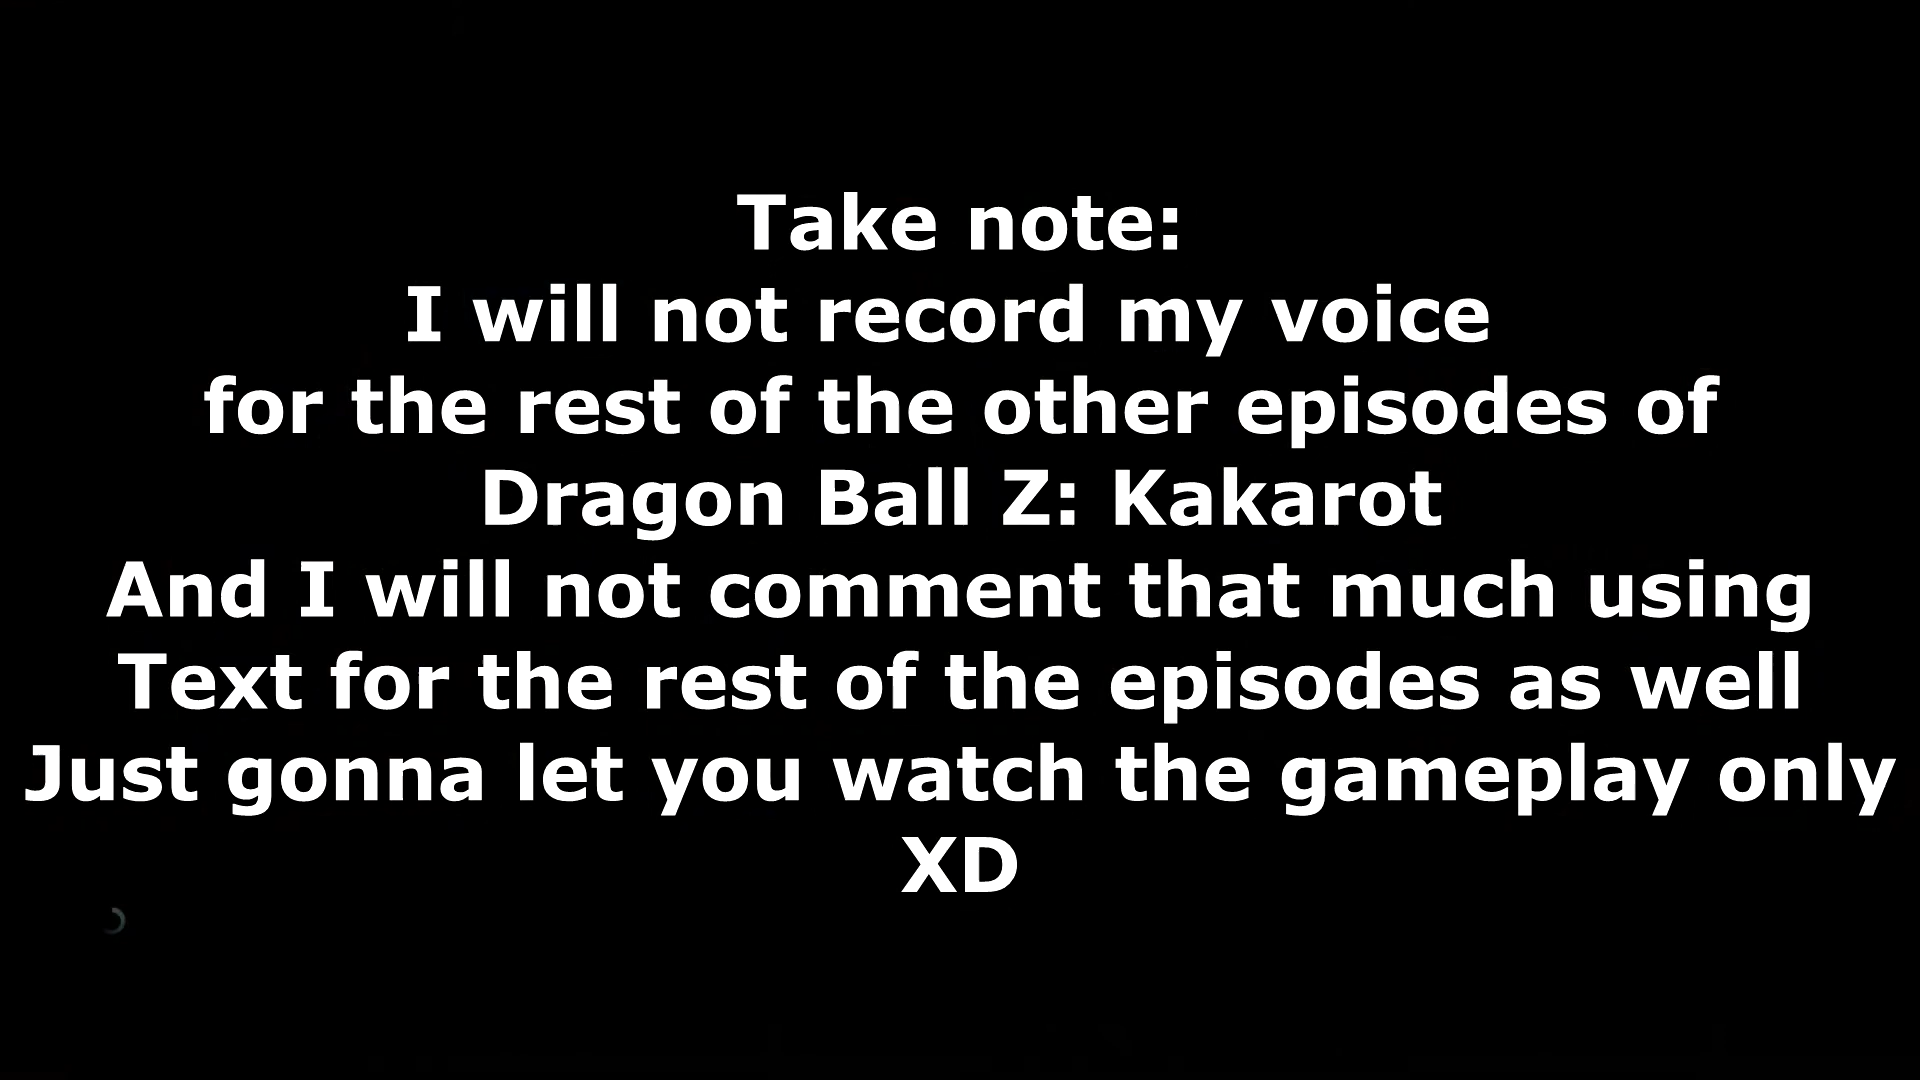 Take note:
I will not record my voice
for the rest of the other episodes of
Dragon Ball Z: Kakarot
And I will not comment that much using
Text for the rest of the episodes as well
Just gonna let you watch the gameplay only
XD